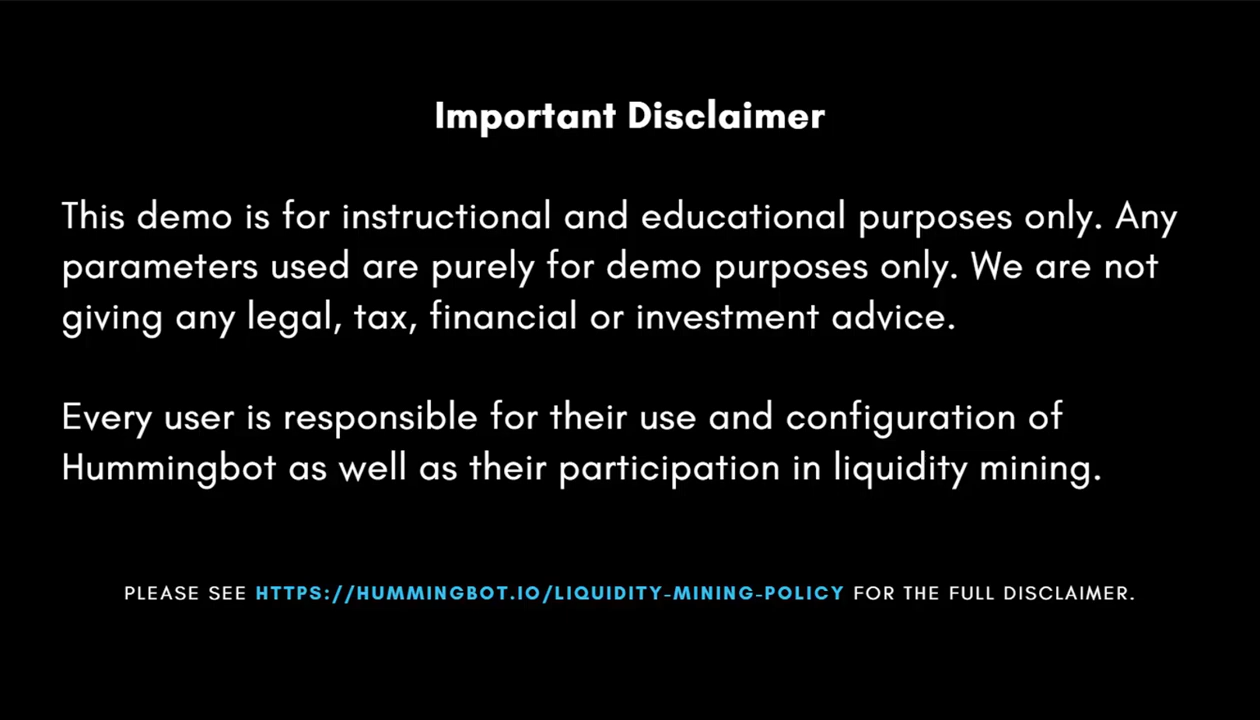 Important Disclaimer
This demo is for instructional and educational purposes only. Any
parameters used are purely for demo purposes only. We are not
giving any legal, tax, financial or investment advice.
Every user is responsible for their use and configuration of
Hummingbot as well as their participation in liquidity mining.
PLEASE SEE HTTPS://HUMMINGBOT.IO/LIQUIDITY-MINING-POLICY FOR THE FULL DISCLAIMER.